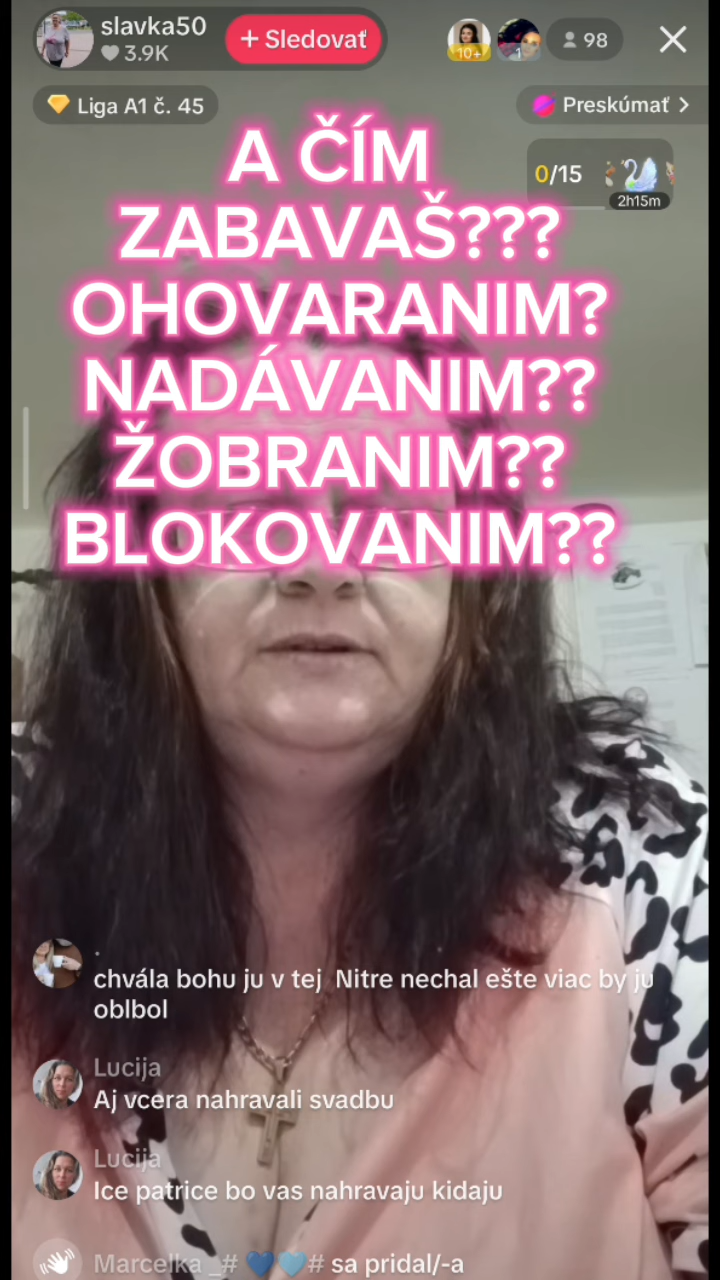 slavka50
3.9K
+ Sledovať
10+
1
98
Liga A1 č. 45
Preskúmať
0/15
2h15m
A ČÍM
ZABAVAŠ???
OHOVARANIM?
NADÁVANIM??
ŽOBRANIM??
BLOKOVANIM??
.
chvála bohu ju v tej Nitre nechal ešte viac by ju
oblbol
Lucija
Aj vcera nahravali svadbu
Lucija
Ice patrice bo vas nahravaju kidaju
Marcelka_# 💙🩵# sa pridal/-a